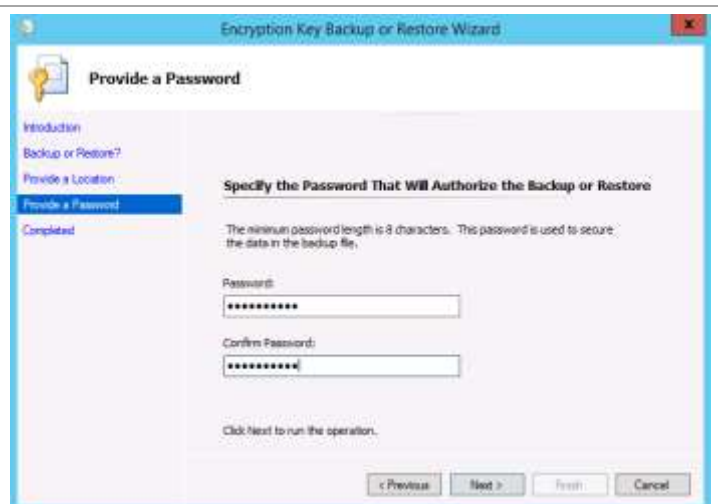 Encryption Key Backup or Restore Wizard
x
Provide a Password
Introduction
Backup or Restore?
Provide a Location
Provide a Password
Completed
Specify the Password That Will Authorize the Backup or Restore
The minimum password length is 8 characters. This password is used to secure
the data in the backup file.
Password:
••••••••••
Confirm Password:
••••••••••
Click Next to run the operation.
< Previous
Next >
Finish
Cancel